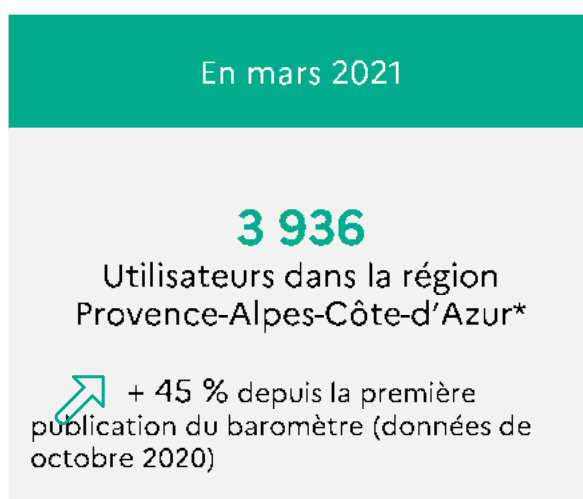 En mars 2021
3 936
Utilisateurs dans la région
Provence-Alpes-Côte-d’Azur*
+ 45 % depuis la première
publication du baromètre (données de
octobre 2020)